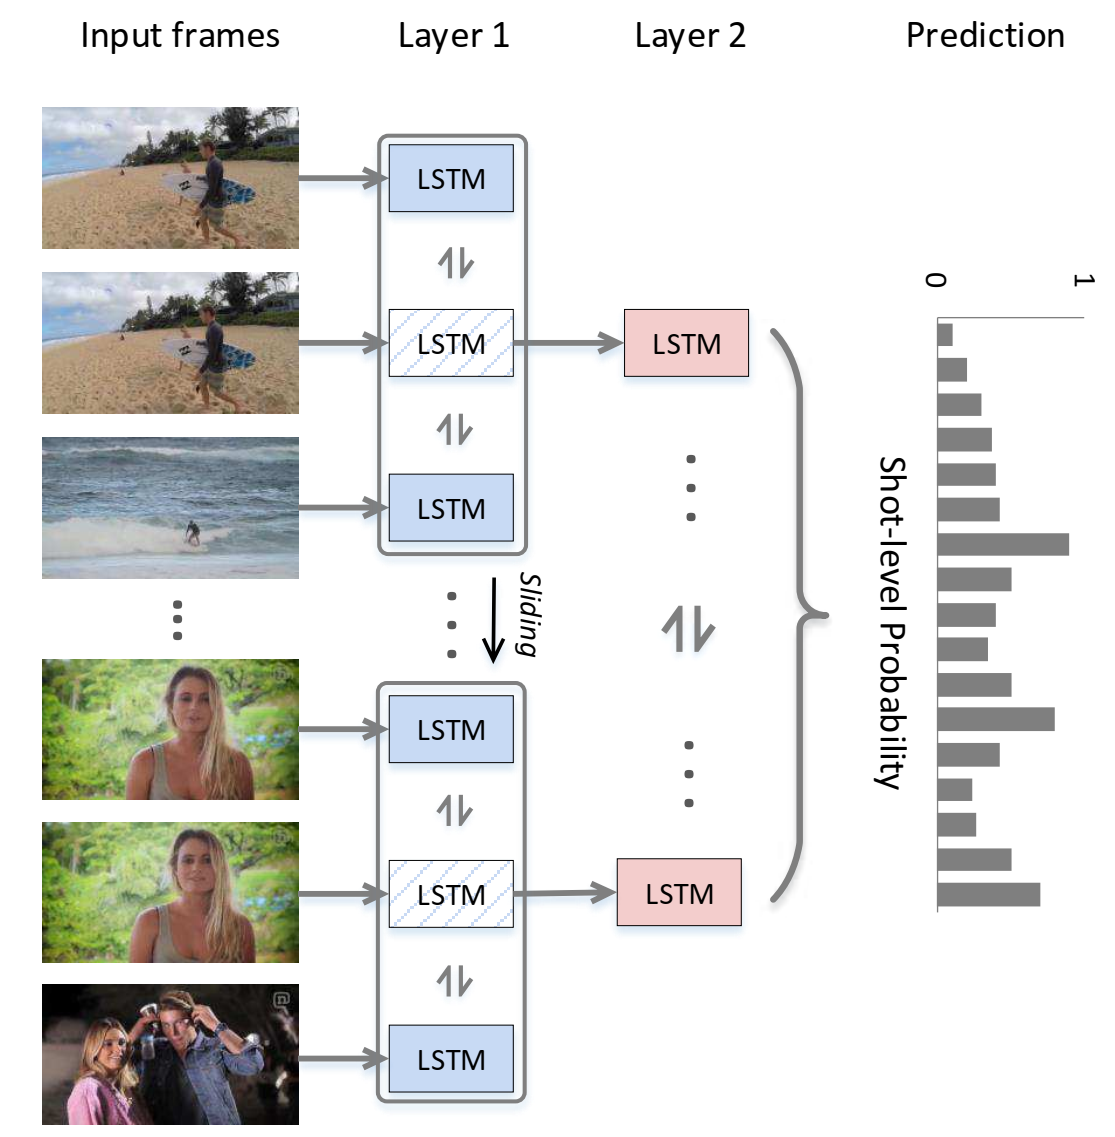 Input frames
Layer 1
Layer 2
Prediction
LSTM
LSTM
LSTM
LSTM
LSTM
LSTM
LSTM
LSTM
Sliding
Shot-level Probability
0
1